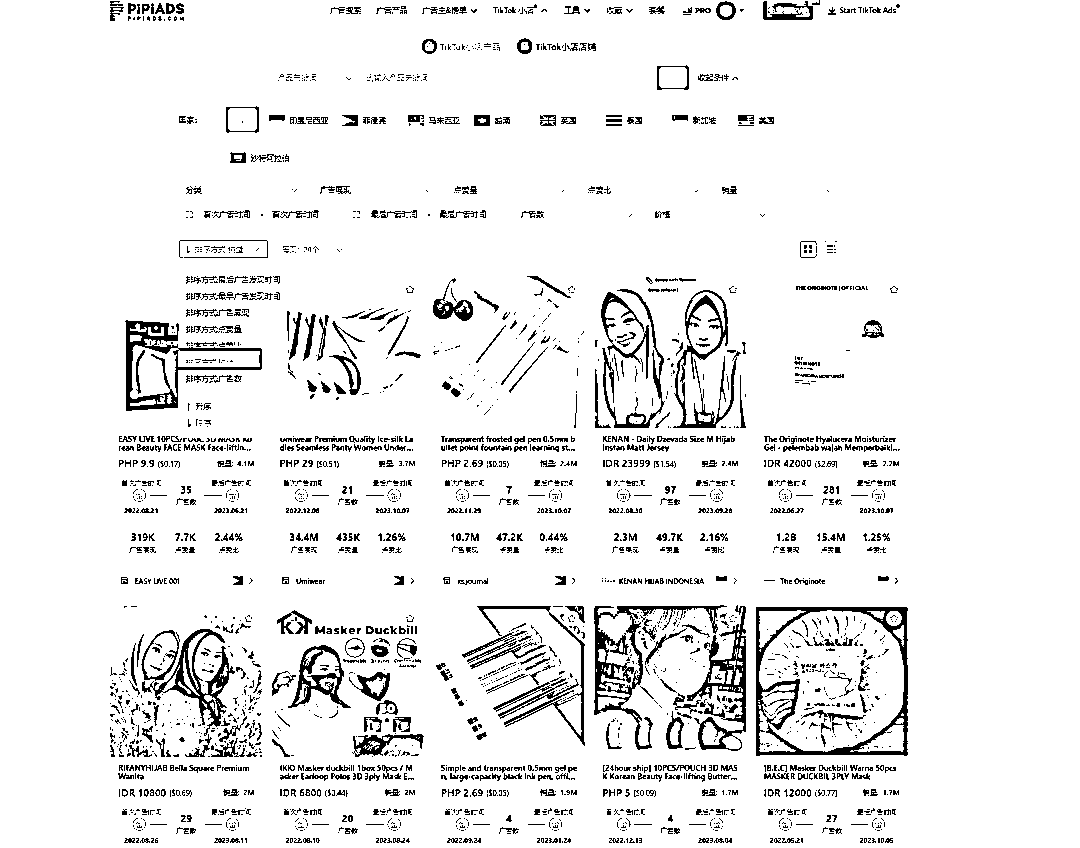 PiPiADS
PIPIADS.COM
广告搜索 广告产品 广告主&榜单 TikTok 小店 工具 收藏 PRO Start TikTok Ads
TikTok小店产品 TikTok小店店铺
产品关键词 请输入产品关键词 收起条件
国家: 印度尼西亚 菲律宾 马来西亚 越南 英国 泰国 新加坡 美国
沙特阿拉伯
分类 广告展现 点赞量 点赞比 销量
首次广告时间 - 首次广告时间 最后广告时间 - 最后广告时间 广告数 价格
排序方式:销量 每页: 20个
排序方式:最后广告发现时间
排序方式:最早广告发现时间
排序方式:广告展现
排序方式:点赞量
排序方式:广告数
升序
降序
THE ORIGINOTE | OFFICIAL
EASY LIVE 10PCS/POUC 3D MASK Ko
rean Beauty FACE MASK Face-liftin...
Umiwear Premium Quality Ice-silk La
dies Seamless Panty Women Under...
Transparent frosted gel pen 0.5mm b
ullet point fountain pen learning st...
KENAN - Daily Dzevada Size M Hijab
Instan Matt Jersey
The Originote Hyalucera Moisturizer
Gel - pelembab wajah Memperbaiki...
PHP 9.9 ($0.17) 销量: 4.1M
PHP 29 ($0.51) 销量: 3.7M
PHP 2.69 ($0.05) 销量: 2.4M
IDR 23999 ($1.54) 销量: 2.4M
IDR 42000 ($2.69) 销量: 2.2M
首次广告时间 35 广告数 最后广告时间
2022.08.21 2023.06.21
首次广告时间 21 广告数 最后广告时间
2022.12.06 2023.10.07
首次广告时间 7 广告数 最后广告时间
2022.11.29 2023.10.07
首次广告时间 97 广告数 最后广告时间
2022.08.30 2023.09.26
首次广告时间 281 广告数 最后广告时间
2022.06.27 2023.10.07
319K 7.7K 2.44%
广告展现 点赞量 点赞比
34.4M 435K 1.26%
广告展现 点赞量 点赞比
10.7M 47.2K 0.44%
广告展现 点赞量 点赞比
2.3M 49.7K 2.16%
广告展现 点赞量 点赞比
1.2B 15.4M 1.25%
广告展现 点赞量 点赞比
EASY LIVE 001
Umiwear
xs.journal
KENAN HIJAB INDONESIA
The Originote
Masker Duckbill
RIFANYHIJAB Bella Square Premium
Wanita
IKIO Masker duckbill 1box 50pcs / M
asker Earloop Polos 3D 3ply Mask E...
Simple and transparent 0.5mm gel pe
n, large-capacity black ink pen, offi...
[24hour ship] 10PCS/POUCH 3D MAS
K Korean Beauty Face-lifting Butter...
[B.E.C] Masker Duckbill Warna 50pcs
MASKER DUCKBIL 3PLY Mask
IDR 10800 ($0.69) 销量: 2M
IDR 6800 ($0.44) 销量: 2M
PHP 2.69 ($0.05) 销量: 1.9M
PHP 5 ($0.09) 销量: 1.7M
IDR 12000 ($0.77) 销量: 1.7M
首次广告时间 29 广告数 最后广告时间
2022.08.26 2023.08.11
首次广告时间 20 广告数 最后广告时间
2022.08.10 2023.08.24
首次广告时间 4 广告数 最后广告时间
2022.09.24 2023.01.24
首次广告时间 4 广告数 最后广告时间
2022.12.13 2023.08.04
首次广告时间 27 广告数 最后广告时间
2022.05.21 2023.10.05